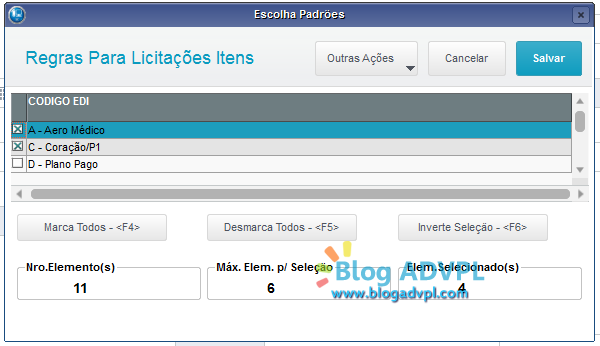 Escolha Padrões
Regras Para Licitações Itens
Outras Ações
Cancelar
Salvar
CODIGO EDI
A - Aero Médico
C - Coração/P1
D - Plano Pago
Marca Todos - <F4>
Desmarca Todos - <F5>
Inverte Seleção - <F6>
Nro.Elemento(s)
11
Máx. Elem. p/ Seleção
6
Elem.Selecionado(s)
4
Blog ADVPL
www.blogadvpl.com